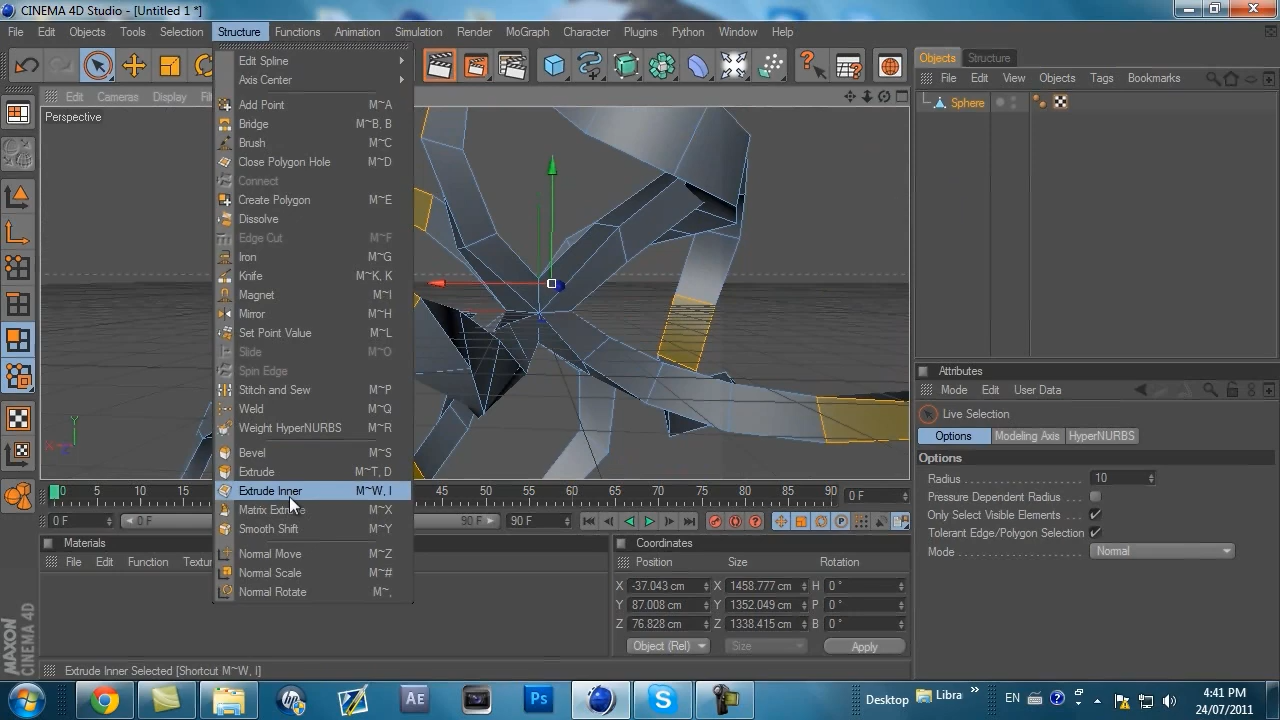 CINEMA 4D Studio - [Untitled 1 *]
File Edit Objects Tools Selection Structure Functions Animation Simulation Render MoGraph Character Plugins Python Window Help
Edit Cameras Display
Perspective
Edit Spline
Axis Center
Add Point M~A
Bridge M~B, B
Brush M~C
Close Polygon Hole M~D
Connect
Create Polygon M~E
Dissolve
Edge Cut M~F
Iron M~G
Knife M~K, K
Magnet M~I
Mirror M~H
Set Point Value M~L
Slide M~O
Spin Edge
Stitch and Sew M~P
Weld M~Q
Weight HyperNURBS M~R
Bevel M~S
Extrude M~T, D
Extrude Inner M~W, I
Matrix Extrude M~X
Smooth Shift M~Y
Normal Move M~Z
Normal Scale M~#
Normal Rotate M~,
Objects Structure
File Edit View Objects Tags Bookmarks
Sphere
Attributes
Mode Edit User Data
Live Selection
Options Modeling Axis HyperNURBS
Options
Radius 10
Pressure Dependent Radius
Only Select Visible Elements
Tolerant Edge/Polygon Selection
Mode Normal
0 5 10 15 45 50 55 60 65 70 75 80 85 90 0 F
0 F 0 F 90 F 90 F
Materials
File Edit Function
Coordinates
Position Size Rotation
X -37.043 cm X 1458.777 cm H 0 °
Y 87.008 cm Y 1352.049 cm P 0 °
Z 76.828 cm Z 1338.415 cm B 0 °
Object (Rel) Size Apply
MAXON
CINEMA 4D
Extrude Inner Selected [Shortcut M~W, I]
AE Ps Desktop Libra » EN
4:41 PM
24/07/2011